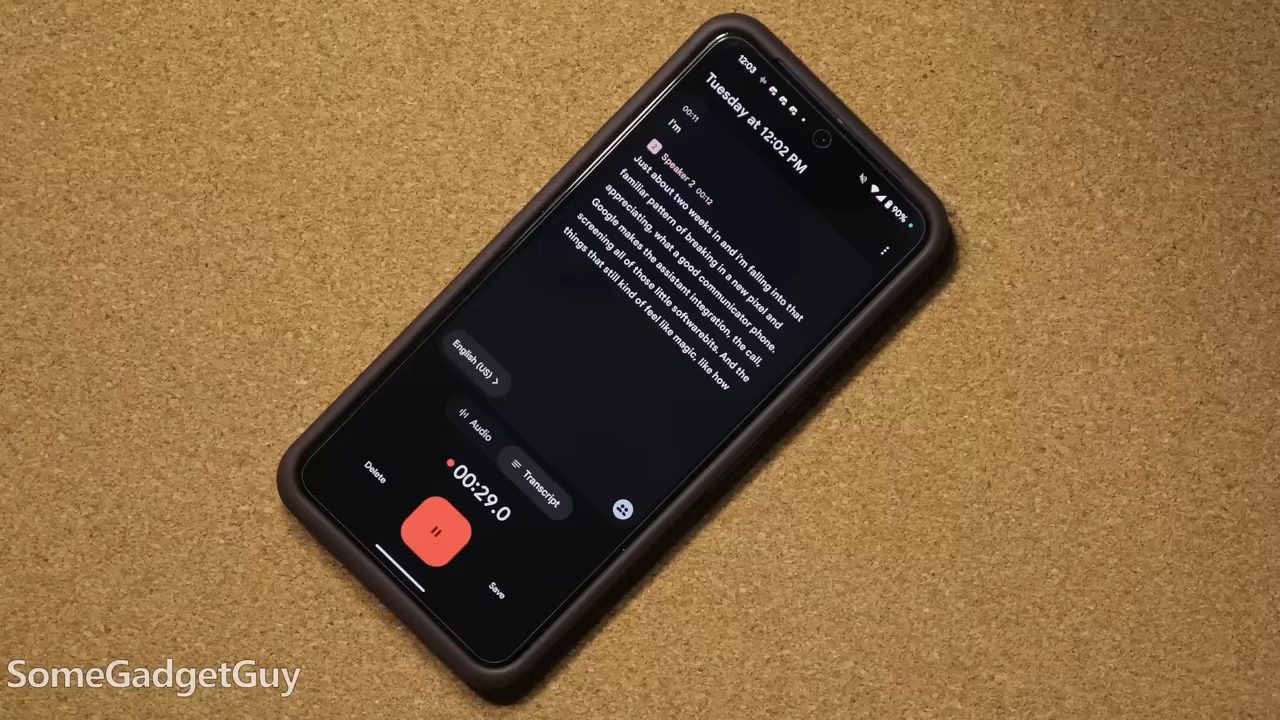 12:03
90%
Tuesday at 12:02 PM
00:11
I'm
2 Speaker 2 00:12
Just about two weeks in and i'm falling into that
familiar pattern of breaking in a new pixel and
appreciating, what a good communicator phone.
Google makes the assistant integration, the call,
screening all of those little softwarebits. And the
things that still kind of feel like magic, like how
English (US) >
Audio
Transcript
00:29.0
Delete
Save
SomeGadgetGuy